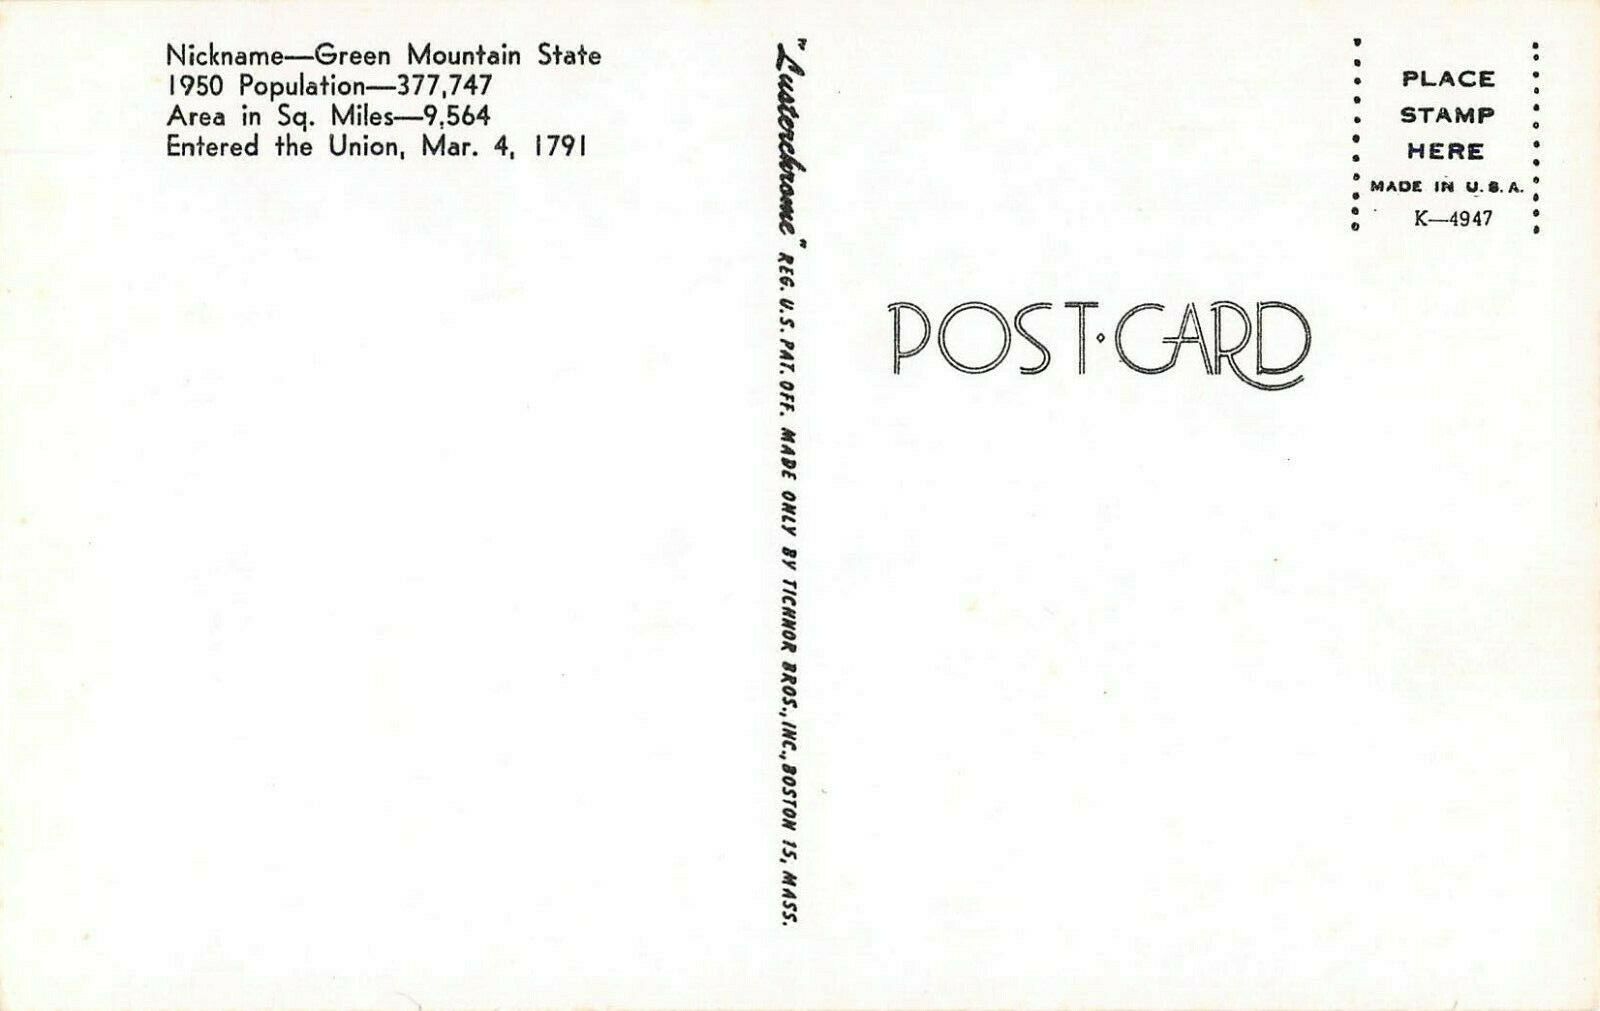 Nickname—Green Mountain State
1950 Population—377,747
Area in Sq. Miles—9,564
Entered the Union, Mar. 4, 1791
"Lusterchrome" REG. U.S. PAT. OFF. MADE ONLY BY TICHNOR BROS., INC., BOSTON 15, MASS.
PLACE
STAMP
HERE
MADE IN U.S.A.
K—4947
POST·CARD